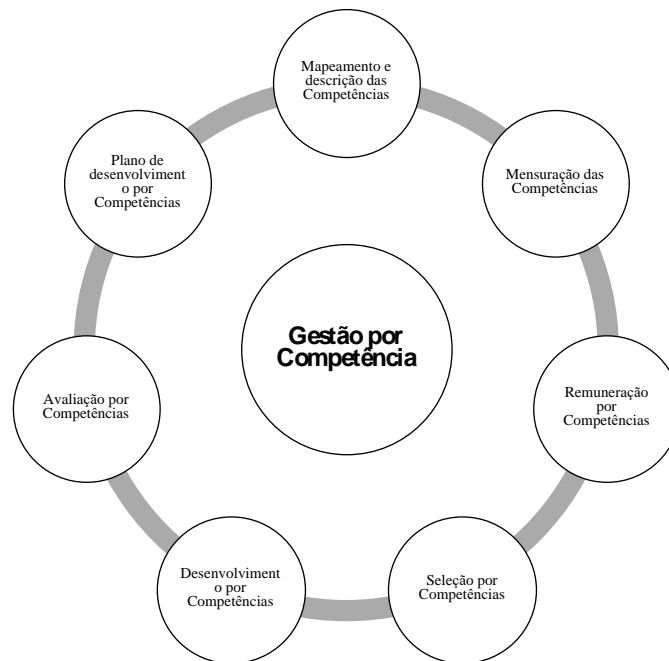 Mapeamento e
descrição das
Competências
Mensuração das
Competências
Remuneração
por
Competências
Seleção por
Competências
Desenvolviment
o por
Competências
Avaliação por
Competências
Plano de
desenvolviment
o por
Competências
Gestão por
Competência